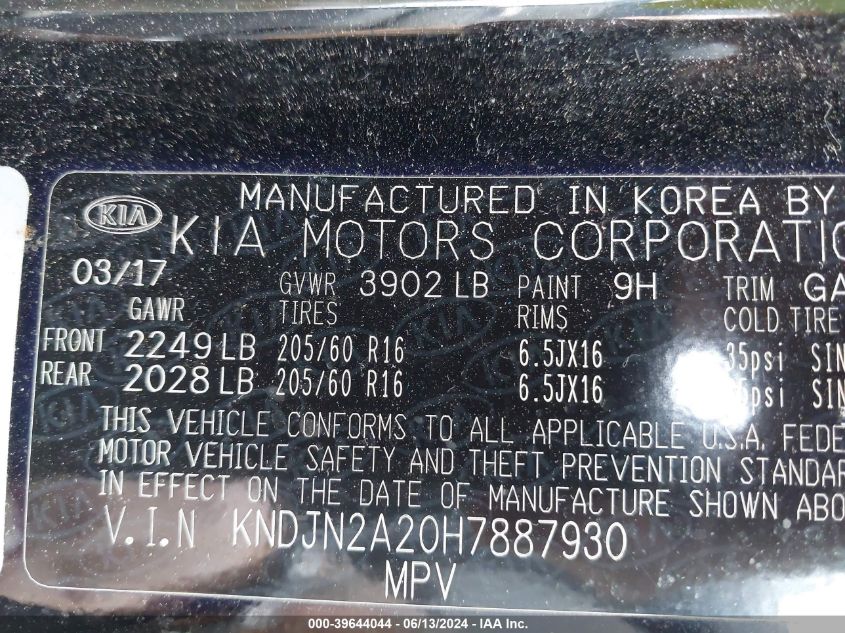 MANUFACTURED IN KOREA BY
KIA KIA MOTORS CORPORATIO
03/17 GVWR 3902 LB PAINT 9H TRIM GA
GAWR TIRES RIMS COLD TIRE
FRONT 2249 LB 205/60 R16 6.5JX16 35psi SIN
REAR 2028 LB 205/60 R16 6.5JX16 psi SIN
THIS VEHICLE CONFORMS TO ALL APPLICABLE U.S.A. FEDE
MOTOR VEHICLE SAFETY AND THEFT PREVENTION STANDAR
IN EFFECT ON THE DATE OF MANUFACTURE SHOWN ABO
V.I.N KNDJN2A20H7887930
MPV
000-39644044 - 06/13/2024 - IAA Inc.